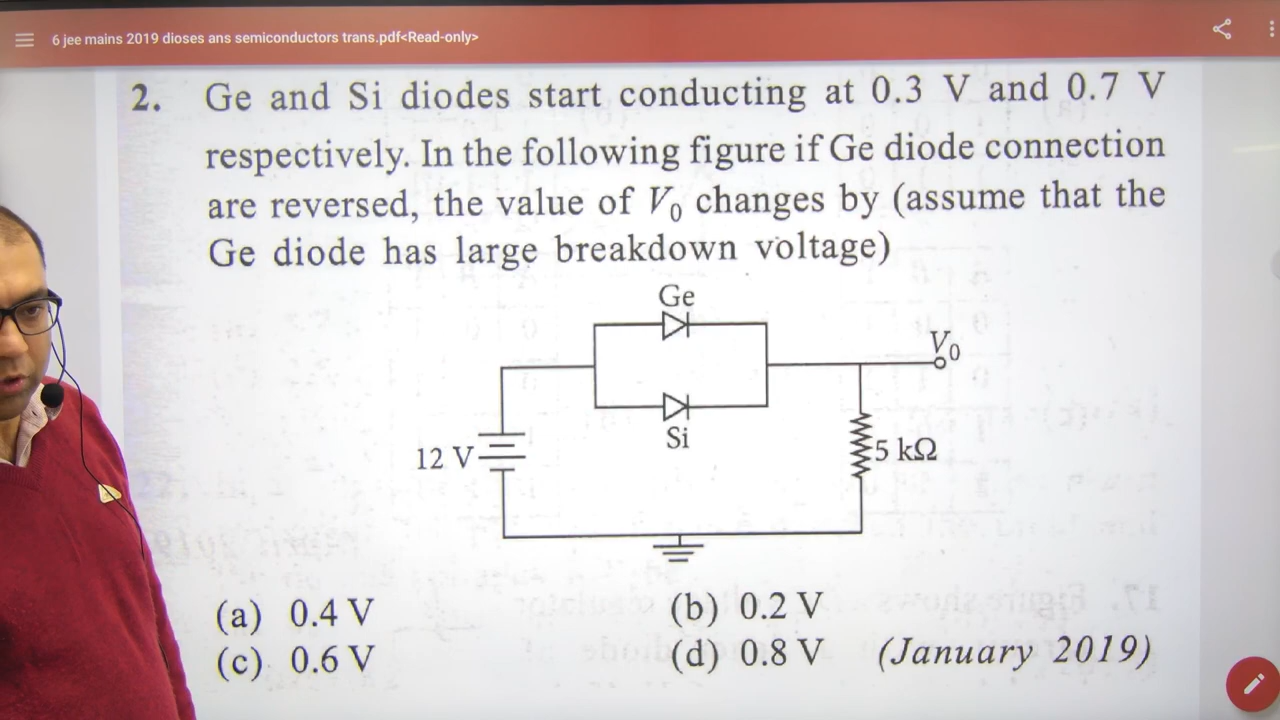 6 jee mains 2019 dioses ans semiconductors trans.pdf<Read-only>
2. Ge and Si diodes start conducting at 0.3 V and 0.7 V
respectively. In the following figure if Ge diode connection
are reversed, the value of V₀ changes by (assume that the
Ge diode has large breakdown voltage)
Ge
V₀
Si
12 V
5 kΩ
(a) 0.4 V
(b) 0.2 V
(c) 0.6 V
(d) 0.8 V (January 2019)